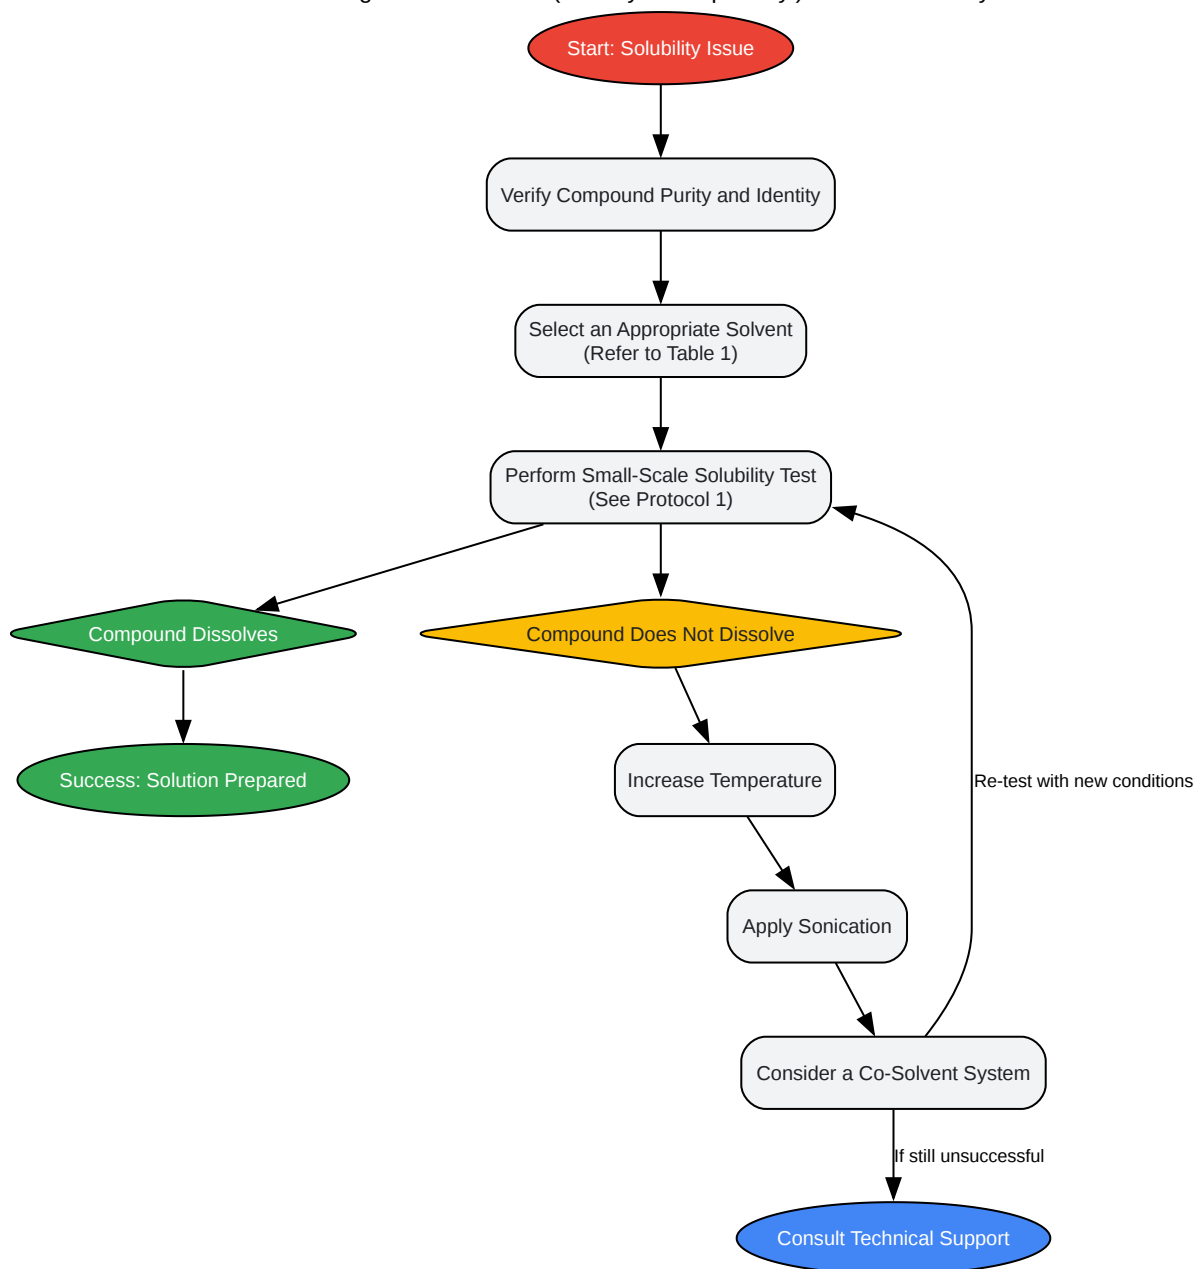 Start: Solubility Issue
Verify Compound Purity and Identity
Select an Appropriate Solvent
(Refer to Table 1)
Perform Small-Scale Solubility Test
(See Protocol 1)
Compound Dissolves
Compound Does Not Dissolve
Success: Solution Prepared
Increase Temperature
Re-test with new conditions
Apply Sonication
Consider a Co-Solvent System
If still unsuccessful
Consult Technical Support